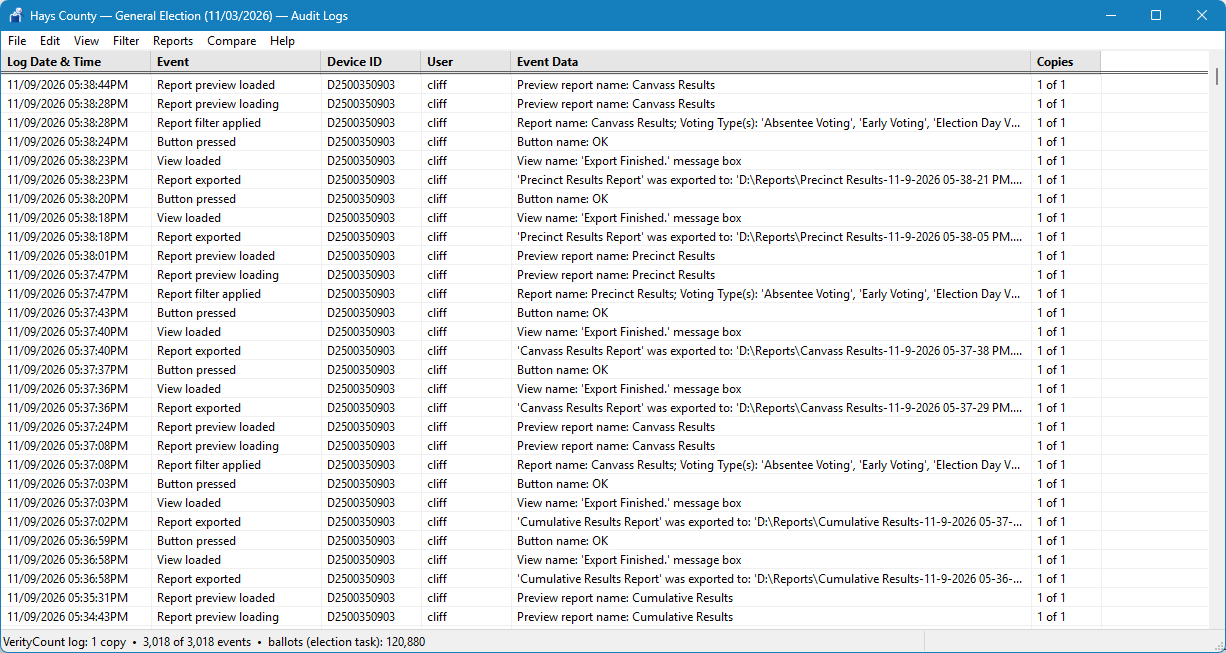 Hays County — General Election (11/03/2026) — Audit Logs
File Edit View Filter Reports Compare Help
Log Date & Time Event Device ID User Event Data Copies
11/09/2026 05:38:44PM Report preview loaded D2500350903 cliff Preview report name: Canvass Results 1 of 1
11/09/2026 05:38:28PM Report preview loading D2500350903 cliff Preview report name: Canvass Results 1 of 1
11/09/2026 05:38:28PM Report filter applied D2500350903 cliff Report name: Canvass Results; Voting Type(s): 'Absentee Voting', 'Early Voting', 'Election Day V... 1 of 1
11/09/2026 05:38:24PM Button pressed D2500350903 cliff Button name: OK 1 of 1
11/09/2026 05:38:23PM View loaded D2500350903 cliff View name: 'Export Finished.' message box 1 of 1
11/09/2026 05:38:23PM Report exported D2500350903 cliff 'Precinct Results Report' was exported to: 'D:\Reports\Precinct Results-11-9-2026 05-38-21 PM.... 1 of 1
11/09/2026 05:38:20PM Button pressed D2500350903 cliff Button name: OK 1 of 1
11/09/2026 05:38:18PM View loaded D2500350903 cliff View name: 'Export Finished.' message box 1 of 1
11/09/2026 05:38:18PM Report exported D2500350903 cliff 'Precinct Results Report' was exported to: 'D:\Reports\Precinct Results-11-9-2026 05-38-05 PM.... 1 of 1
11/09/2026 05:38:01PM Report preview loaded D2500350903 cliff Preview report name: Precinct Results 1 of 1
11/09/2026 05:37:47PM Report preview loading D2500350903 cliff Preview report name: Precinct Results 1 of 1
11/09/2026 05:37:47PM Report filter applied D2500350903 cliff Report name: Precinct Results; Voting Type(s): 'Absentee Voting', 'Early Voting', 'Election Day V... 1 of 1
11/09/2026 05:37:43PM Button pressed D2500350903 cliff Button name: OK 1 of 1
11/09/2026 05:37:40PM View loaded D2500350903 cliff View name: 'Export Finished.' message box 1 of 1
11/09/2026 05:37:40PM Report exported D2500350903 cliff 'Canvass Results Report' was exported to: 'D:\Reports\Canvass Results-11-9-2026 05-37-38 PM.... 1 of 1
11/09/2026 05:37:37PM Button pressed D2500350903 cliff Button name: OK 1 of 1
11/09/2026 05:37:36PM View loaded D2500350903 cliff View name: 'Export Finished.' message box 1 of 1
11/09/2026 05:37:36PM Report exported D2500350903 cliff 'Canvass Results Report' was exported to: 'D:\Reports\Canvass Results-11-9-2026 05-37-29 PM.... 1 of 1
11/09/2026 05:37:24PM Report preview loaded D2500350903 cliff Preview report name: Canvass Results 1 of 1
11/09/2026 05:37:08PM Report preview loading D2500350903 cliff Preview report name: Canvass Results 1 of 1
11/09/2026 05:37:08PM Report filter applied D2500350903 cliff Report name: Canvass Results; Voting Type(s): 'Absentee Voting', 'Early Voting', 'Election Day V... 1 of 1
11/09/2026 05:37:03PM Button pressed D2500350903 cliff Button name: OK 1 of 1
11/09/2026 05:37:03PM View loaded D2500350903 cliff View name: 'Export Finished.' message box 1 of 1
11/09/2026 05:37:02PM Report exported D2500350903 cliff 'Cumulative Results Report' was exported to: 'D:\Reports\Cumulative Results-11-9-2026 05-37-... 1 of 1
11/09/2026 05:36:59PM Button pressed D2500350903 cliff Button name: OK 1 of 1
11/09/2026 05:36:58PM View loaded D2500350903 cliff View name: 'Export Finished.' message box 1 of 1
11/09/2026 05:36:58PM Report exported D2500350903 cliff 'Cumulative Results Report' was exported to: 'D:\Reports\Cumulative Results-11-9-2026 05-36-... 1 of 1
11/09/2026 05:35:31PM Report preview loaded D2500350903 cliff Preview report name: Cumulative Results 1 of 1
11/09/2026 05:34:43PM Report preview loading D2500350903 cliff Preview report name: Cumulative Results 1 of 1
VerityCount log: 1 copy • 3,018 of 3,018 events • ballots (election task): 120,880